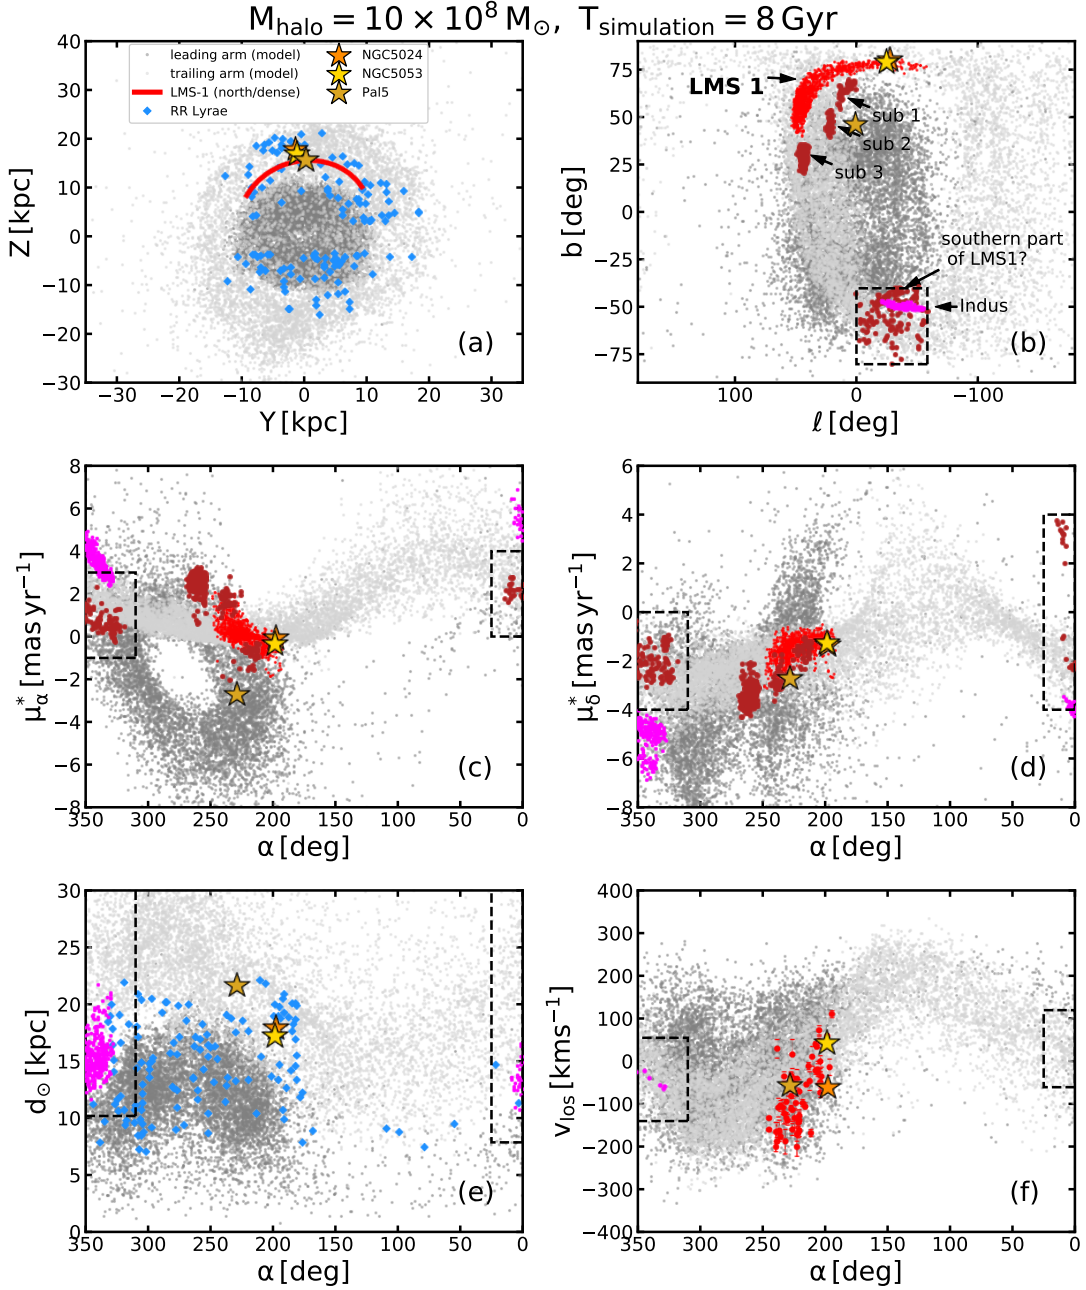 M_halo = 10 × 10^8 M_⊙, T_simulation = 8 Gyr
40
30
20
10
0
−10
−20
−30
Z [kpc]
leading arm (model)
trailing arm (model)
LMS-1 (north/dense)
RR Lyrae
NGC5024
NGC5053
Pal5
(a)
−30 −20 −10 0 10 20 30
Y [kpc]
75
50
25
0
−25
−50
−75
b [deg]
LMS 1
sub 1
sub 2
sub 3
southern part
of LMS1?
Indus
(b)
100 0 −100
ℓ [deg]
8
6
4
2
0
−2
−4
−6
−8
μ*_α [mas yr^−1]
(c)
350 300 250 200 150 100 50 0
α [deg]
6
4
2
0
−2
−4
−6
−8
μ*_δ [mas yr^−1]
(d)
350 300 250 200 150 100 50 0
α [deg]
30
25
20
15
10
5
0
d_⊙ [kpc]
(e)
350 300 250 200 150 100 50 0
α [deg]
400
300
200
100
0
−100
−200
−300
−400
v_los [kms^−1]
(f)
350 300 250 200 150 100 50 0
α [deg]